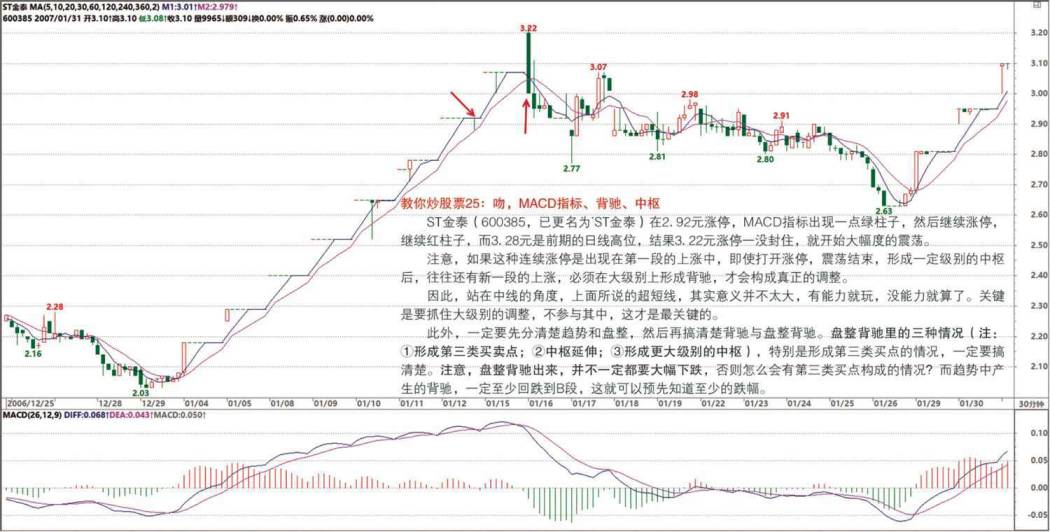 ST金泰 MA(5,10,20,30,60,120,240,360,2) M1:3.01↑M2:2.979↑
600385 2007/01/31 开3.10↑高3.10 低3.08↑收3.10 量9965↓额309↓换0.00% 振0.65% 涨(0.00)0.00%
3.22
3.20
3.07
3.10
2.98
3.00
2.91
2.90
2.81
2.80
2.80
2.77
2.70
2.63
2.60
2.50
2.40
2.30
2.28
2.20
2.16
2.10
2.03
教你炒股票25：吻，MACD指标、背驰、中枢
ST金泰（600385，已更名为*ST金泰）在2.92元涨停，MACD指标出现一点绿柱子，然后继续涨停，
继续红柱子，而3.28元是前期的日线高位，结果3.22元涨停一没封住，就开始大幅度的震荡。
注意，如果这种连续涨停是出现在第一段的上涨中，即使打开涨停，震荡结束，形成一定级别的中枢
后，往往还有新一段的上涨，必须在大级别上形成背驰，才会构成真正的调整。
因此，站在中线的角度，上面所说的超短线，其实意义并不太大，有能力就玩，没能力就算了。关键
是要抓住大级别的调整，不参与其中，这才是最关键的。
此外，一定要先分清楚趋势和盘整，然后再搞清楚背驰与盘整背驰。盘整背驰里的三种情况（注：
①形成第三类买卖点；②中枢延伸；③形成更大级别的中枢），特别是形成第三类买点的情况，一定要搞
清楚。注意，盘整背驰出来，并不一定都要大幅下跌，否则怎么会有第三类买点构成的情况？而趋势中产
生的背驰，一定至少回跌到B段，这就可以预先知道至少的跌幅。
2006/12/25 12/28 12/29 01/04 01/05 01/08 01/09 01/10 01/11 01/12 01/15 01/16 01/17 01/18 01/19 01/22 01/23 01/24 01/25 01/26 01/29 01/30 30分钟
MACD(26,12,9) DIFF:0.068↑DEA:0.043↑MACD:0.050↑
0.10
0.05
0.00
-0.05